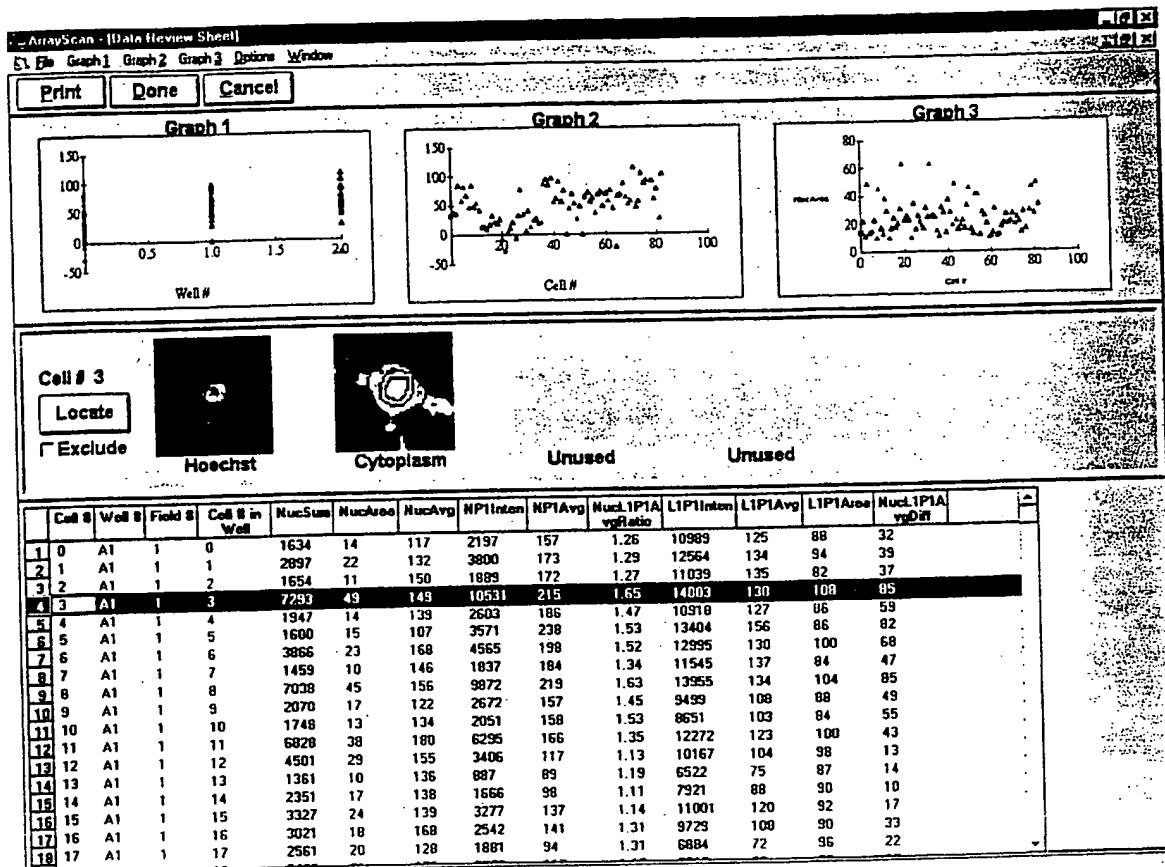 ArrayScan - [Data Review Sheet]
File Graph 1 Graph 2 Graph 3 Options Window
Print Done Cancel
Graph 1 Graph 2 Graph 3
150
100
50
0
-50
0.5 1.0 1.5 2.0
Well #
150
100
50
0
-50
20 40 60 80 100
Cell #
80
60
40
20
0
0 20 40 60 80 100
Cell # 3
Locate
Exclude
Hoechst Cytoplasm Unused Unused
Cell # Well # Field # Cell # in Well NucSum NucArea NucAvg NP1Inten NP1Avg NucL1P1AvgRatio L1P1Inten L1P1Avg L1P1Area NucL1P1AvgDiff
1 0 A1 1 0 1634 14 117 2197 157 1.26 10989 125 88 32
2 1 A1 1 1 2897 22 132 3800 173 1.29 12564 134 94 39
3 2 A1 1 2 1654 11 150 1889 172 1.27 11039 135 82 37
4 3 A1 1 3 7293 49 149 10531 215 1.65 14003 130 108 85
5 4 A1 1 4 1947 14 139 2603 186 1.47 10918 127 86 59
6 5 A1 1 5 1600 15 107 3571 238 1.53 13404 156 86 82
7 6 A1 1 6 3866 23 168 4565 198 1.52 12995 130 100 68
8 7 A1 1 7 1459 10 146 1837 184 1.34 11545 137 84 47
9 8 A1 1 8 7038 45 156 9872 219 1.63 13955 134 104 85
10 9 A1 1 9 2070 17 122 2672 157 1.45 9499 108 88 49
11 10 A1 1 10 1748 13 134 2051 158 1.53 8651 103 84 55
12 11 A1 1 11 6828 38 180 6295 166 1.35 12272 123 100 43
13 12 A1 1 12 4501 29 155 3406 117 1.13 10167 104 98 13
14 13 A1 1 13 1361 10 136 887 89 1.19 6522 75 87 14
15 14 A1 1 14 2351 17 138 1666 98 1.11 7921 88 90 10
16 15 A1 1 15 3327 24 139 3277 137 1.14 11001 120 92 17
17 16 A1 1 16 3021 18 168 2542 141 1.31 9729 108 90 33
18 17 A1 1 17 2561 20 128 1881 94 1.31 6884 72 96 22